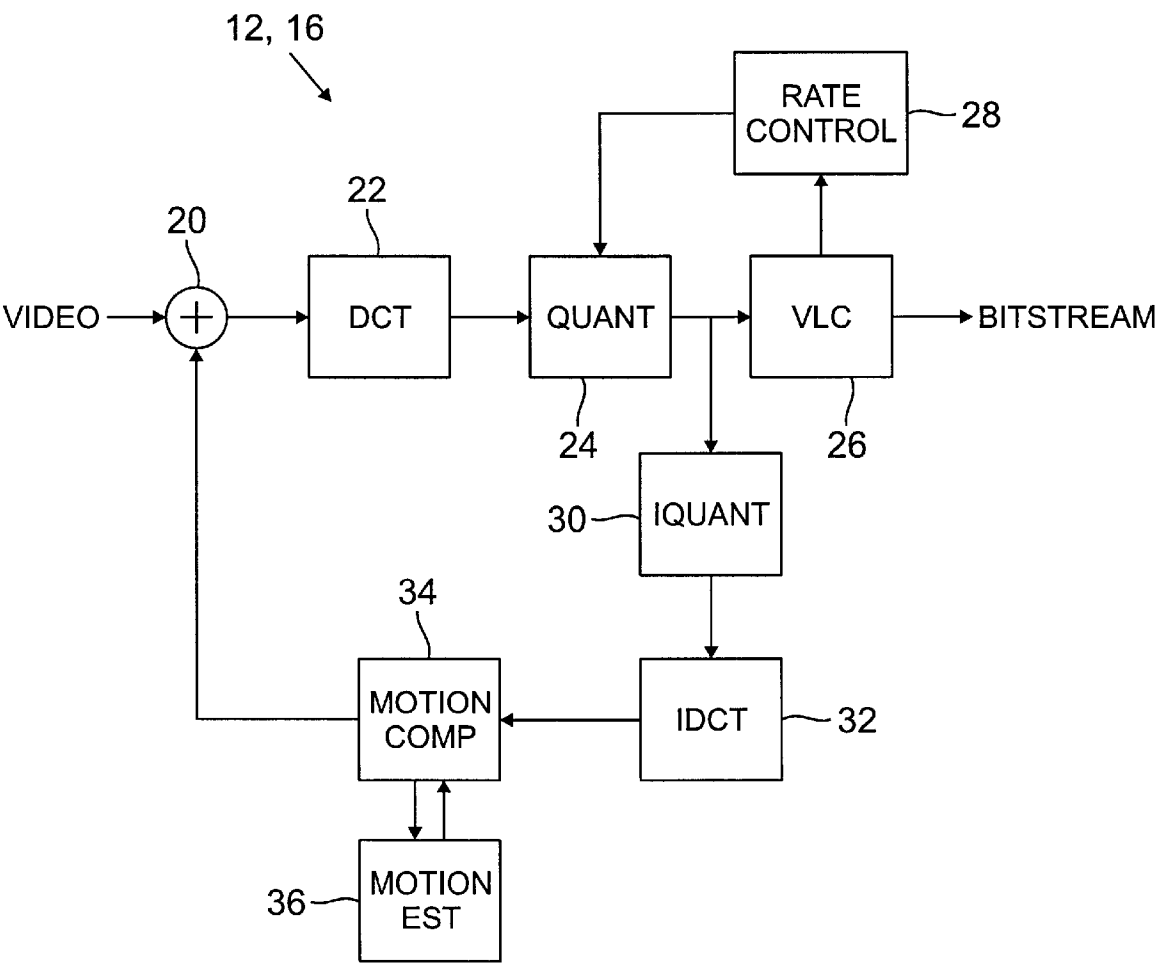 12, 16
RATE
CONTROL
28
22
20
VIDEO
+
DCT
QUANT
VLC
BITSTREAM
24
26
30
IQUANT
34
MOTION
COMP
IDCT
32
36
MOTION
EST